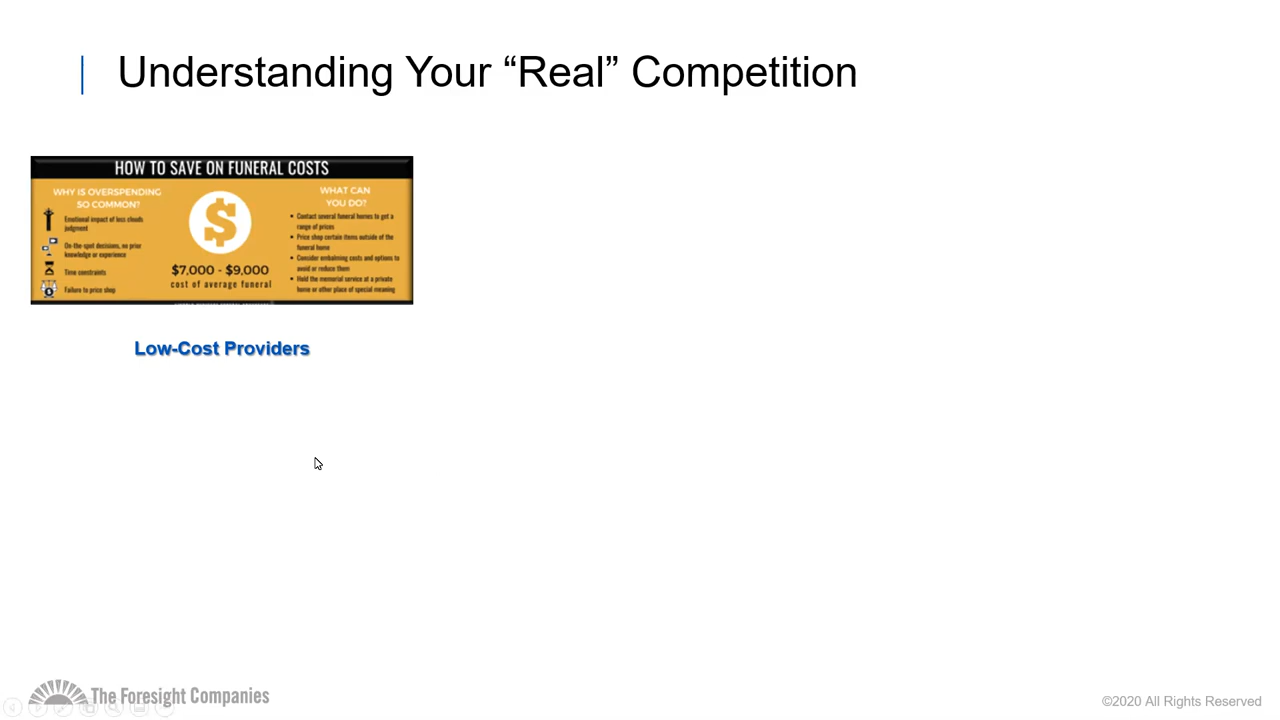 Understanding Your “Real” Competition
HOW TO SAVE ON FUNERAL COSTS
WHY IS OVERSPENDING
SO COMMON?
Emotional impact of loss clouds
judgment
On-the-spot decisions, no prior
knowledge or experience
Time constraints
Failure to price shop
$7,000 - $9,000
cost of average funeral
WHAT CAN
YOU DO?
• Contact several funeral homes to get a
range of prices
• Price shop certain items outside of the
funeral home
• Consider embalming costs and options to
avoid or reduce them
• Hold the memorial service at a private
home or other place of special meaning
Low-Cost Providers
The Foresight Companies
©2020 All Rights Reserved